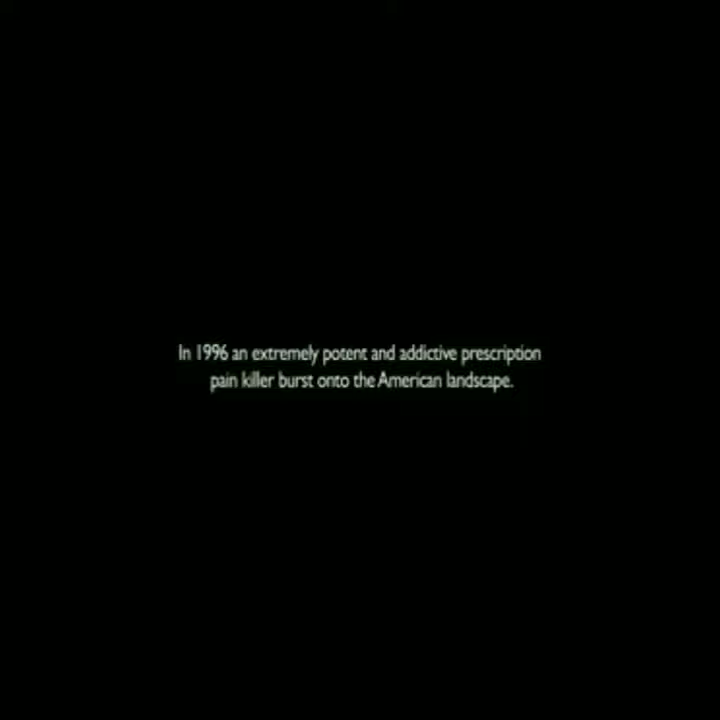 In 1996 an extremely potent and addictive prescription
pain killer burst onto the American landscape.